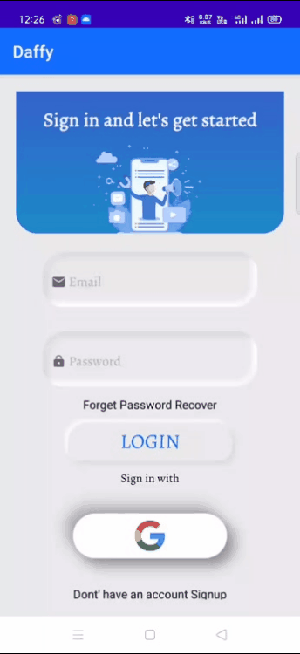 12:26
Daffy
Sign in and let's get started
Email
Password
Forget Password Recover
LOGIN
Sign in with
G
Dont' have an account Signup